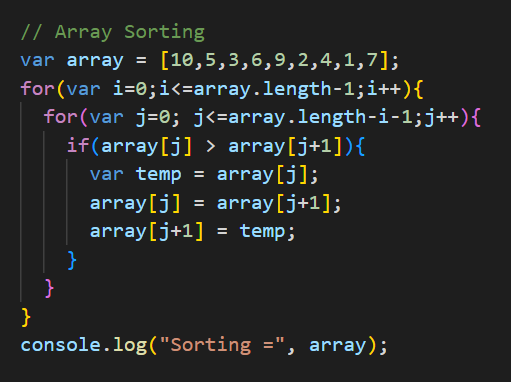 // Array Sorting
var array = [10,5,3,6,9,2,4,1,7];
for(var i=0;i<=array.length-1;i++){
  for(var j=0; j<=array.length-i-1;j++){
    if(array[j] > array[j+1]){
      var temp = array[j];
      array[j] = array[j+1];
      array[j+1] = temp;
    }
  }
}
console.log("Sorting =", array);